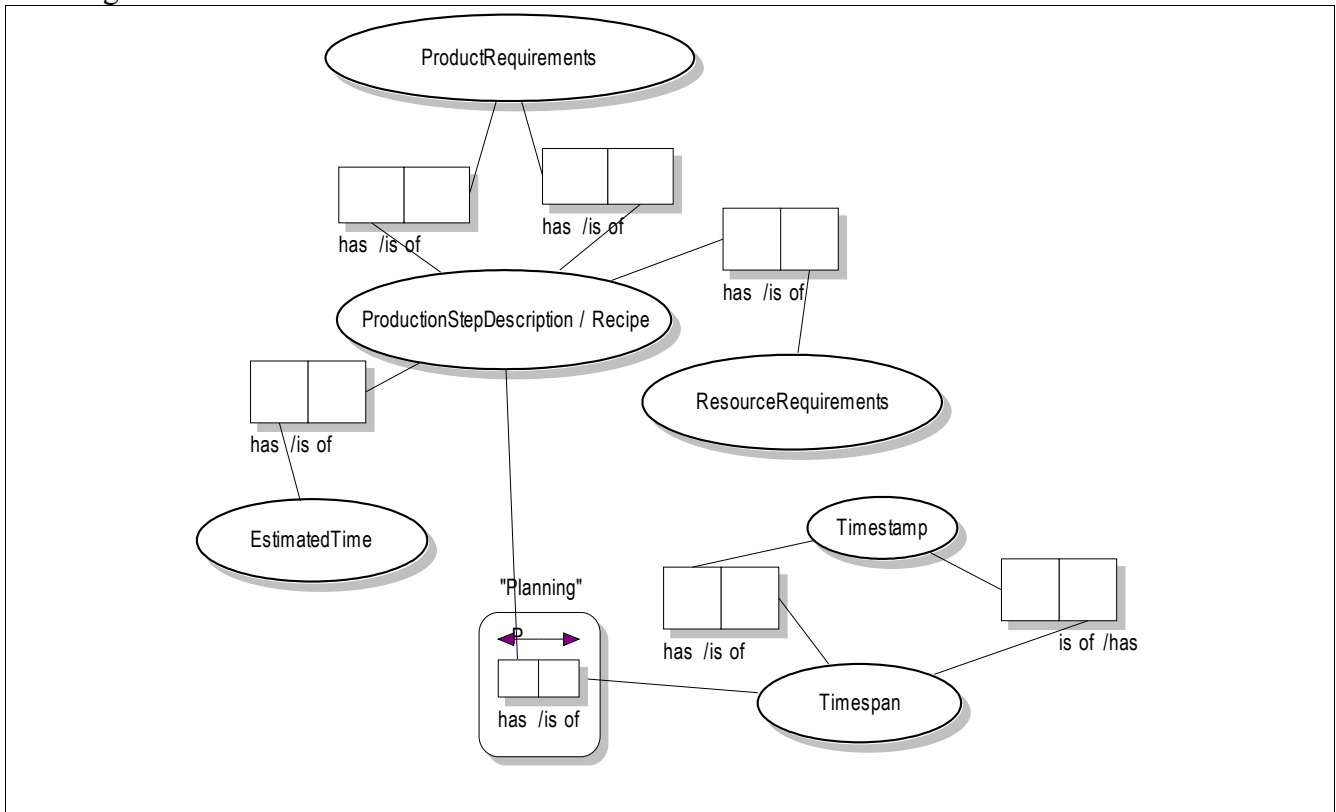 ProductRequirements
has /is of
has /is of
has /is of
ProductionStepDescription / Recipe
ResourceRequirements
has /is of
EstimatedTime
Timestamp
"Planning"
P
has /is of
is of /has
has /is of
Timespan